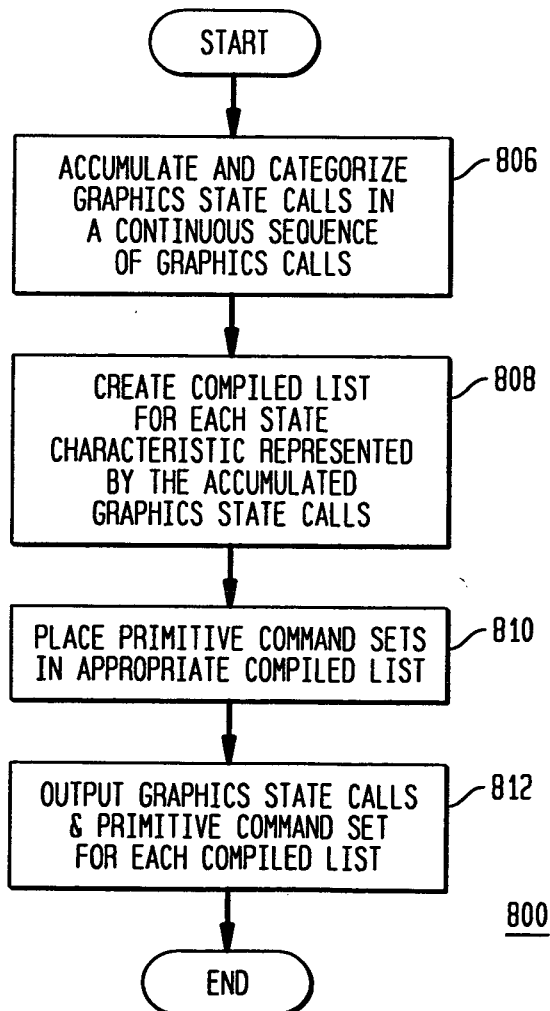 START
ACCUMULATE AND CATEGORIZE
GRAPHICS STATE CALLS IN
A CONTINUOUS SEQUENCE
OF GRAPHICS CALLS
806
CREATE COMPILED LIST
FOR EACH STATE
CHARACTERISTIC REPRESENTED
BY THE ACCUMULATED
GRAPHICS STATE CALLS
808
PLACE PRIMITIVE COMMAND SETS
IN APPROPRIATE COMPILED LIST
810
OUTPUT GRAPHICS STATE CALLS
& PRIMITIVE COMMAND SET
FOR EACH COMPILED LIST
812
800
END